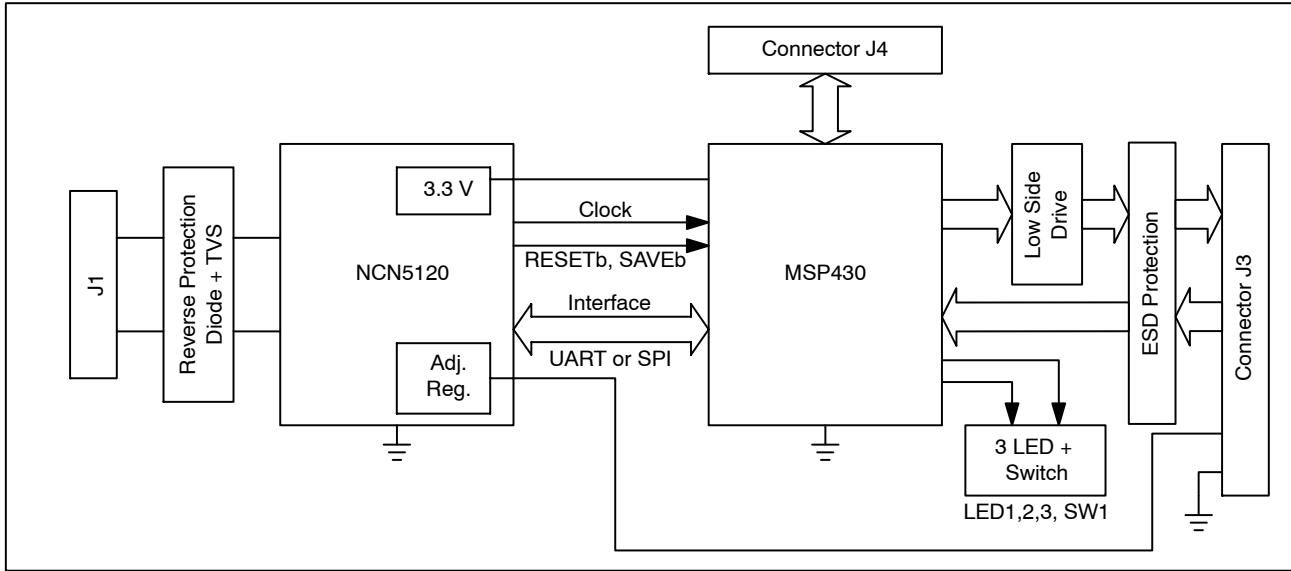 Connector J4
J1
Reverse Protection
Diode + TVS
NCN5120
3.3 V
Adj.
Reg.
Clock
RESETb, SAVEb
Interface
UART or SPI
MSP430
Low Side
Drive
ESD Protection
Connector J3
3 LED +
Switch
LED1,2,3, SW1